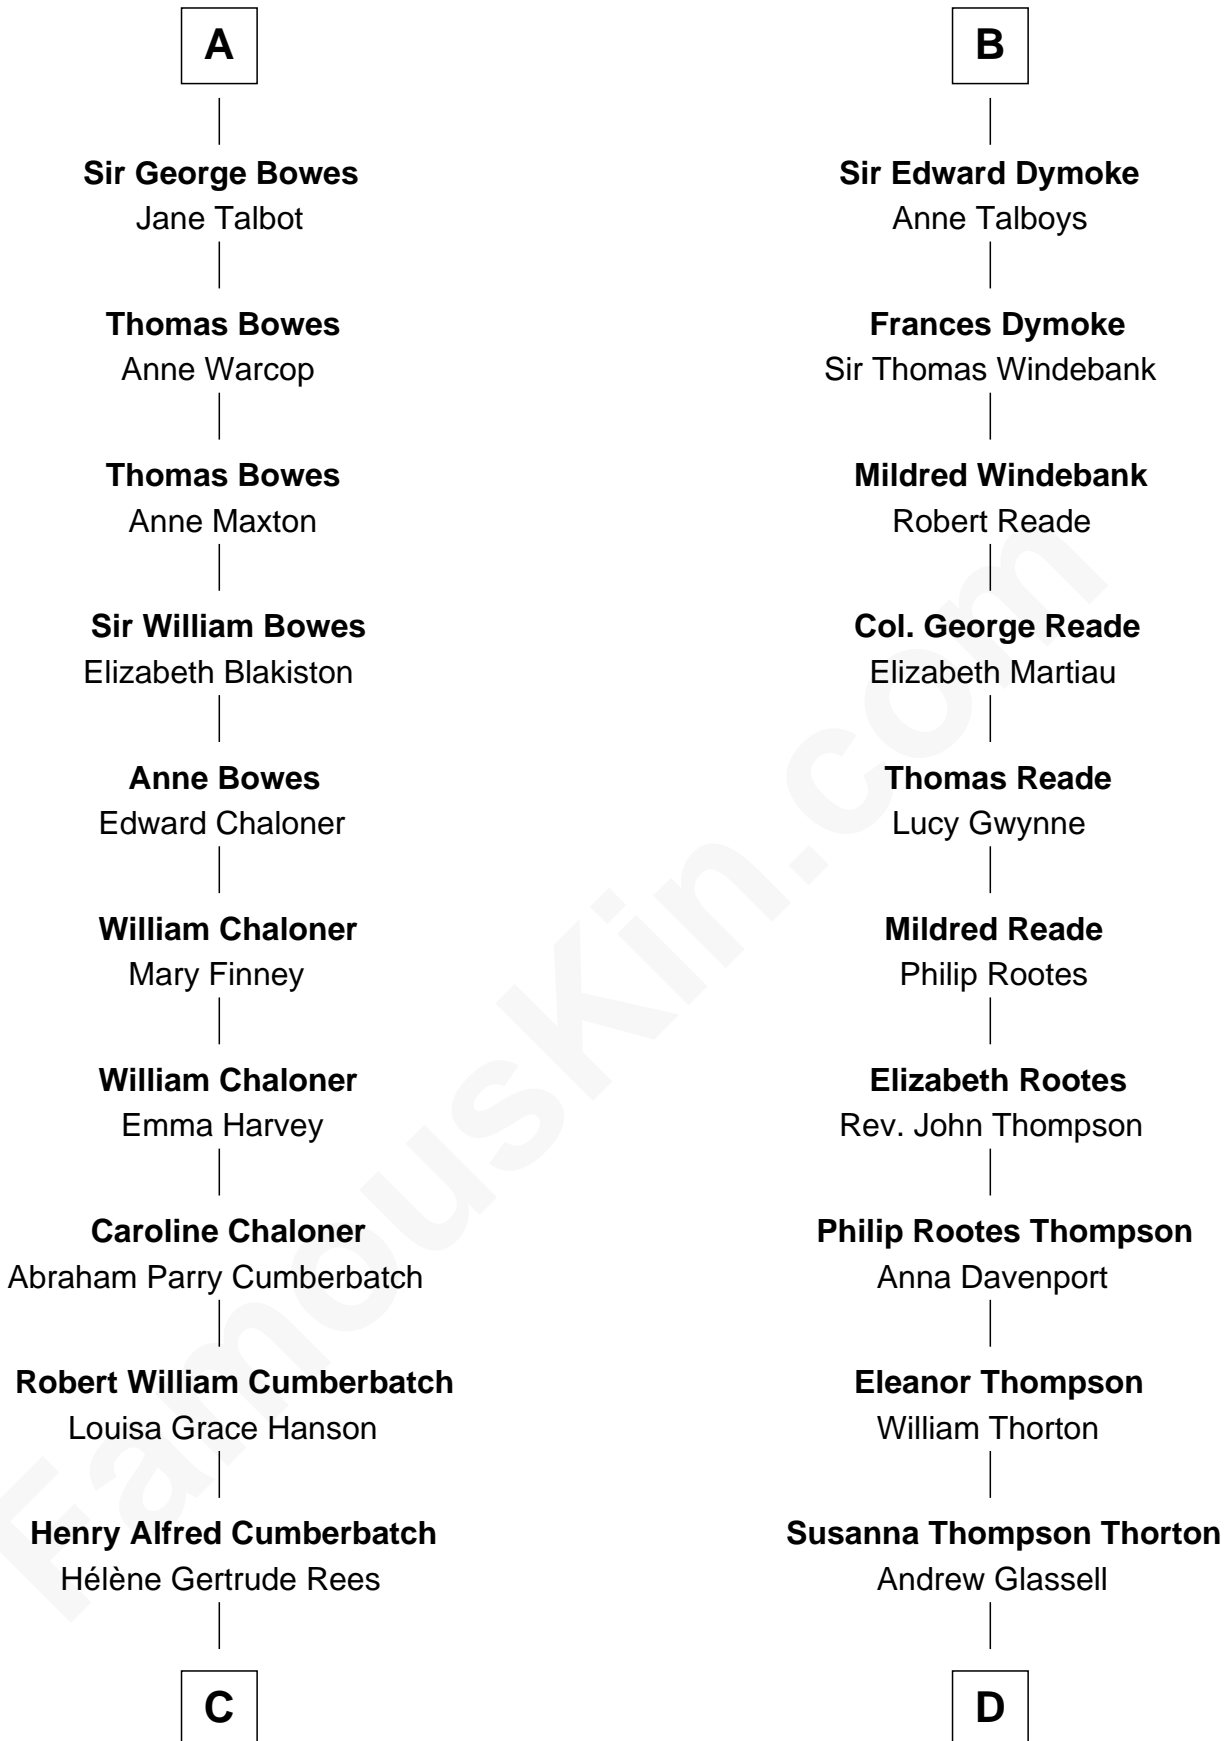 A
Sir George Bowes
Jane Talbot
Thomas Bowes
Anne Warcop
Thomas Bowes
Anne Maxton
Sir William Bowes
Elizabeth Blakiston
Anne Bowes
Edward Chaloner
William Chaloner
Mary Finney
William Chaloner
Emma Harvey
Caroline Chaloner
Abraham Parry Cumberbatch
Robert William Cumberbatch
Louisa Grace Hanson
Henry Alfred Cumberbatch
Hélène Gertrude Rees
C
B
Sir Edward Dymoke
Anne Talboys
Frances Dymoke
Sir Thomas Windebank
Mildred Windebank
Robert Reade
Col. George Reade
Elizabeth Martiau
Thomas Reade
Lucy Gwynne
Mildred Reade
Philip Rootes
Elizabeth Rootes
Rev. John Thompson
Philip Rootes Thompson
Anna Davenport
Eleanor Thompson
William Thorton
Susanna Thompson Thorton
Andrew Glassell
D
FamousKin.com